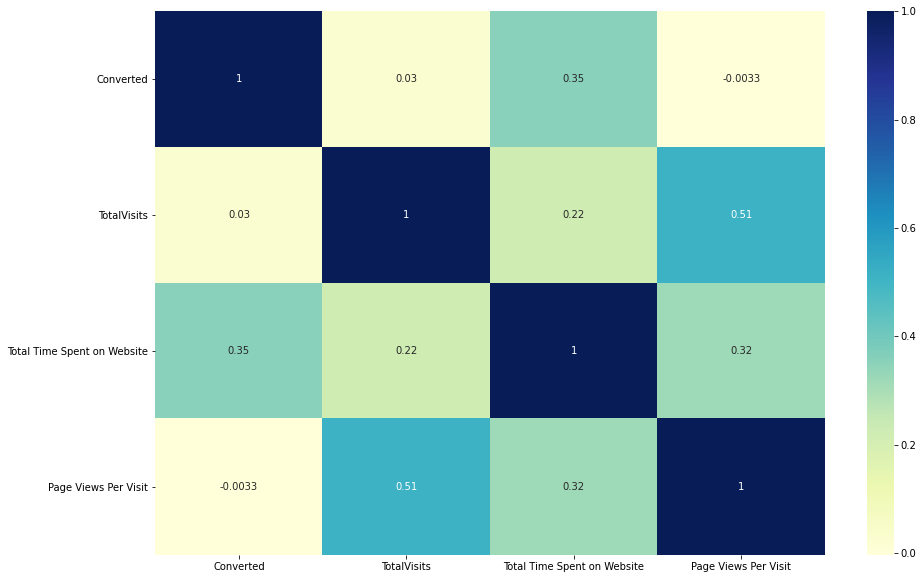 1.0
Converted 1 0.03 0.35 -0.0033
0.8
TotalVisits 0.03 1 0.22 0.51
0.6
0.4
Total Time Spent on Website 0.35 0.22 1 0.32
0.2
Page Views Per Visit -0.0033 0.51 0.32 1
0.0
Converted TotalVisits Total Time Spent on Website Page Views Per Visit